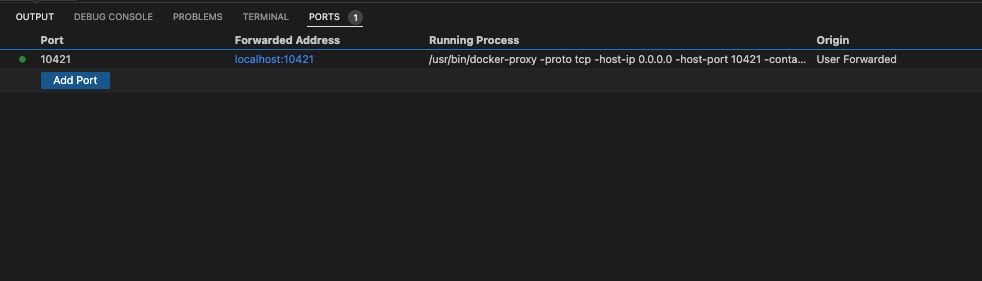 OUTPUT DEBUG CONSOLE PROBLEMS TERMINAL PORTS 1
Port Forwarded Address Running Process Origin
10421 localhost:10421 /usr/bin/docker-proxy -proto tcp -host-ip 0.0.0.0 -host-port 10421 -conta... User Forwarded
Add Port